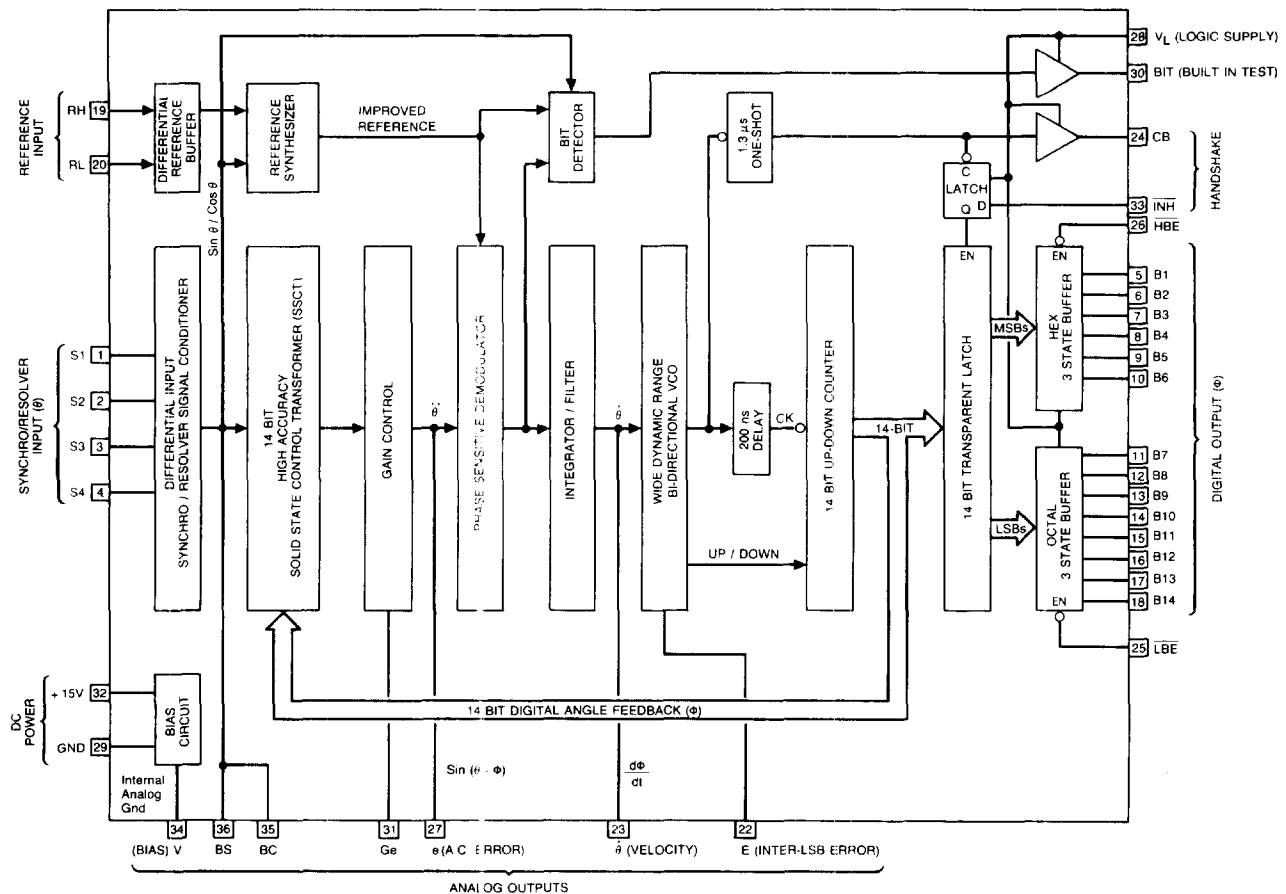 REFERENCE INPUT
RH 19
RL 20
DIFFERENTIAL REFERENCE BUFFER
Sin θ / Cos θ
REFERENCE SYNTHESIZER
IMPROVED REFERENCE
BIT DETECTOR
1.3 µs ONE-SHOT
C
LATCH
Q D
28 VL (LOGIC SUPPLY)
30 BIT (BUILT IN TEST)
24 CB
33 INH
HANDSHAKE
26 HBE
SYNCHRO/RESOLVER INPUT (θ)
S1 1
S2 2
S3 3
S4 4
DIFFERENTIAL INPUT SYNCHRO / RESOLVER SIGNAL CONDITIONER
14 BIT HIGH ACCURACY SOLID STATE CONTROL TRANSFORMER (SSCT)
GAIN CONTROL
θ̇
PHASE SENSITIVE DEMODULATOR
INTEGRATOR / FILTER
θ̇
WIDE DYNAMIC RANGE BI-DIRECTIONAL VCO
200 ns DELAY
CK
UP / DOWN
14 BIT UP-DOWN COUNTER
14-BIT
EN
14 BIT TRANSPARENT LATCH
MSBs
LSBs
EN
HEX 3 STATE BUFFER
OCTAL 3 STATE BUFFER
EN
5 B1
6 B2
7 B3
8 B4
9 B5
10 B6
11 B7
12 B8
13 B9
14 B10
15 B11
16 B12
17 B13
18 B14
25 LBE
DIGITAL OUTPUT (Φ)
DC POWER
+ 15V 32
GND 29
BIAS CIRCUIT
Internal
Analog
Gnd
14 BIT DIGITAL ANGLE FEEDBACK (Φ)
Sin (θ - Φ)
dΦ
dt
34 36 35 31 27 23 22
(BIAS) V BS BC Ge e (A.C. ERROR) θ̇ (VELOCITY) E (INTER-LSB ERROR)
ANALOG OUTPUTS